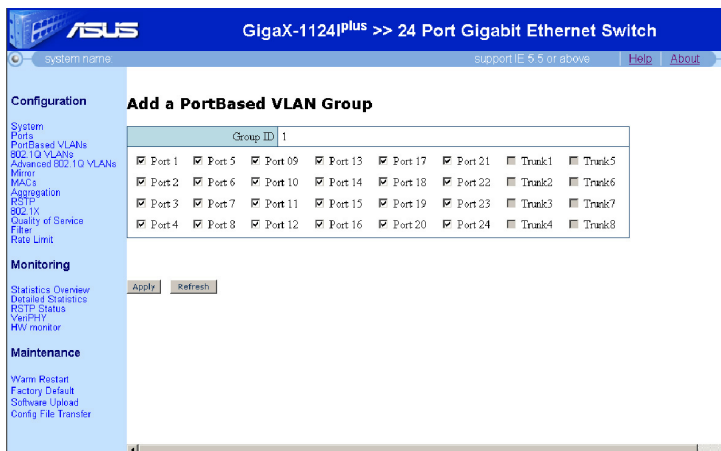 ASUS
GigaX-1124Iplus >> 24 Port Gigabit Ethernet Switch
system name
support IE 5.5 or above
Help
About
Configuration
System
Ports
PortBased VLANs
802.1Q VLANs
Advanced 802.1Q VLANs
Mirror
MACs
Aggregation
RSTP
802.1X
Quality of Service
Filter
Rate Limit
Monitoring
Statistics Overview
Detailed Statistics
RSTP Status
VeriPHY
HW monitor
Maintenance
Warm Restart
Factory Default
Software Upload
Config File Transfer
Add a PortBased VLAN Group
Group ID 1
Port 1 Port 5 Port 09 Port 13 Port 17 Port 21 Trunk1 Trunk5
Port 2 Port 6 Port 10 Port 14 Port 18 Port 22 Trunk2 Trunk6
Port 3 Port 7 Port 11 Port 15 Port 19 Port 23 Trunk3 Trunk7
Port 4 Port 8 Port 12 Port 16 Port 20 Port 24 Trunk4 Trunk8
Apply Refresh